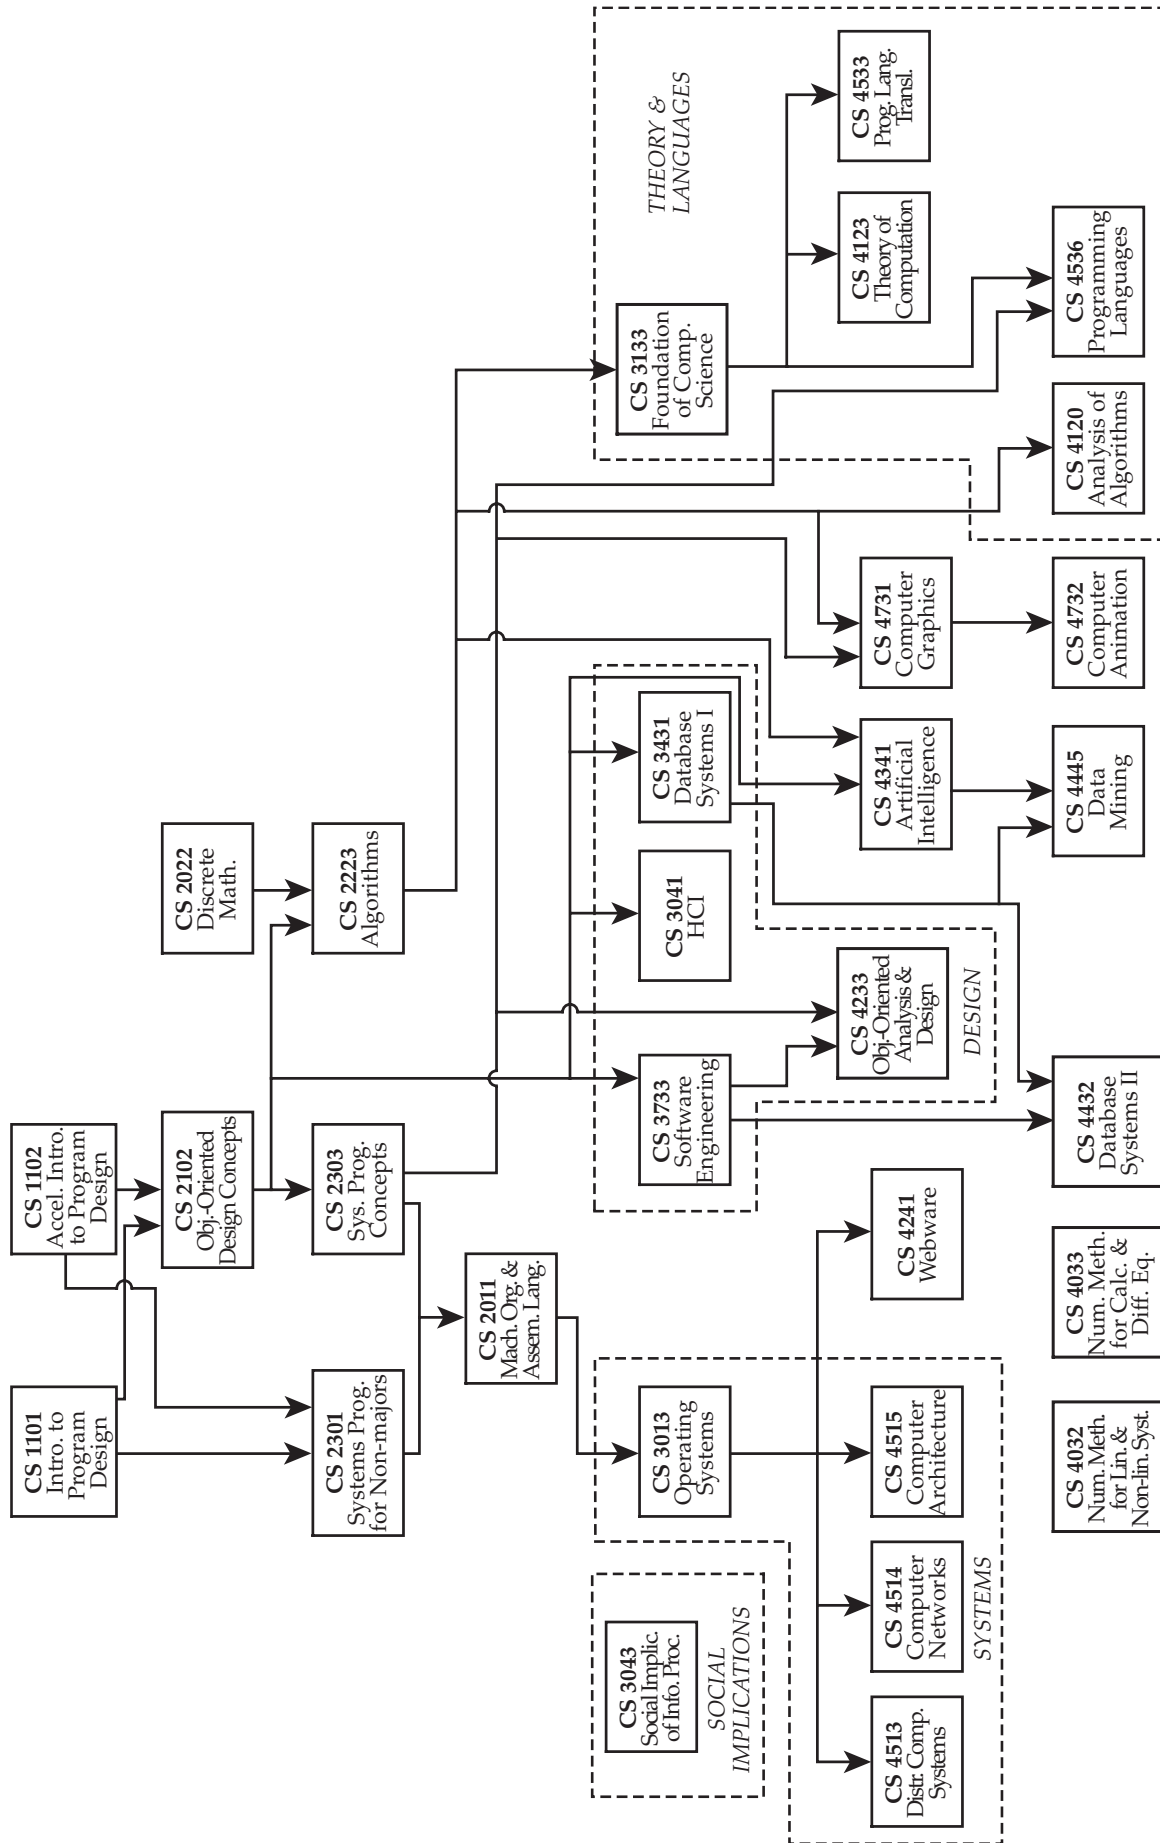 CS 1101
Intro. to
Program
Design
CS 1102
Accel. Intro.
to Program
Design
CS 2102
Obj.-Oriented
Design Concepts
CS 2022
Discrete
Math.
CS 2301
Systems Prog.
for Non-majors
CS 2303
Sys. Prog.
Concepts
CS 2223
Algorithms
CS 2011
Mach. Org. &
Assem. Lang.
CS 3043
Social Implic.
of Info. Proc.
SOCIAL
IMPLICATIONS
CS 3013
Operating
Systems
CS 3733
Software
Engineering
CS 3041
HCI
CS 3431
Database
Systems I
CS 3133
Foundation
of Comp.
Science
THEORY &
LANGUAGES
CS 4513
Distr. Comp.
Systems
CS 4514
Computer
Networks
CS 4515
Computer
Architecture
SYSTEMS
CS 4241
Webware
CS 4233
Obj.-Oriented
Analysis &
Design
DESIGN
CS 4341
Artificial
Intelligence
CS 4731
Computer
Graphics
CS 4123
Theory of
Computation
CS 4533
Prog. Lang.
Transl.
CS 4032
Num. Meth.
for Lin. &
Non-lin. Syst.
CS 4033
Num. Meth.
for Calc. &
Diff. Eq.
CS 4432
Database
Systems II
CS 4445
Data
Mining
CS 4732
Computer
Animation
CS 4120
Analysis of
Algorithms
CS 4536
Programming
Languages